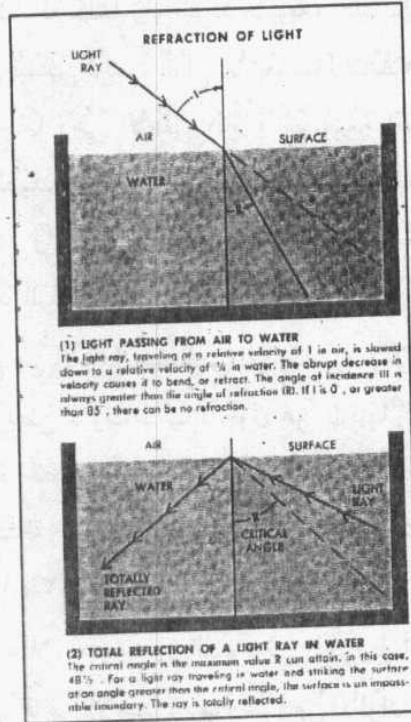 REFRACTION OF LIGHT
LIGHT
RAY
I
AIR
SURFACE
WATER
R
(1) LIGHT PASSING FROM AIR TO WATER
The light ray, traveling at a relative velocity of 1 in air, is slowed
down to a relative velocity of ¾ in water. The abrupt decrease in
velocity causes it to bend, or retract. The angle of incidence (I) is
always greater than the angle of refraction (R). If I is 0°, or greater
than 85°, there can be no refraction.
AIR
SURFACE
WATER
LIGHT
RAY
R
CRITICAL
ANGLE
TOTALLY
REFLECTED
RAY
(2) TOTAL REFLECTION OF A LIGHT RAY IN WATER
The critical angle is the maximum value R can attain, in this case,
48½°. For a light ray traveling in water and striking the surface
at an angle greater than the critical angle, the surface is an impass-
able boundary. The ray is totally reflected.